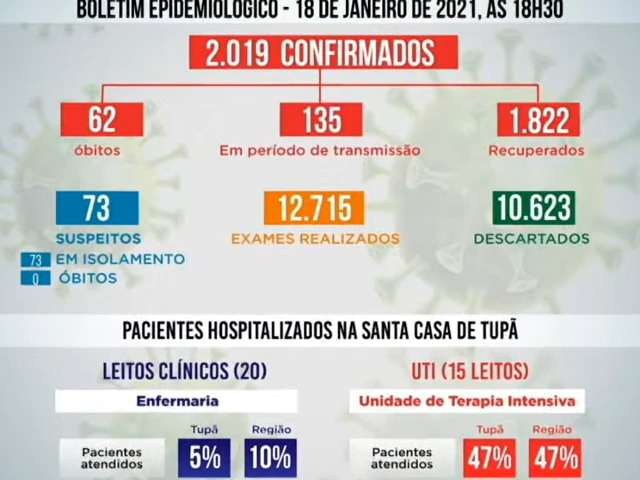 BOLETIM EPIDEMIOLÓGICO - 18 DE JANEIRO DE 2021, ÀS 18H30
2.019 CONFIRMADOS
62 135 1.822
óbitos Em período de transmissão Recuperados
73 12.715 10.623
SUSPEITOS EXAMES REALIZADOS DESCARTADOS
73 EM ISOLAMENTO
0 ÓBITOS
PACIENTES HOSPITALIZADOS NA SANTA CASA DE TUPÃ
LEITOS CLÍNICOS (20) UTI (15 LEITOS)
Enfermaria Unidade de Terapia Intensiva
Tupã Região Tupã Região
Pacientes atendidos 5% 10% Pacientes atendidos 47% 47%